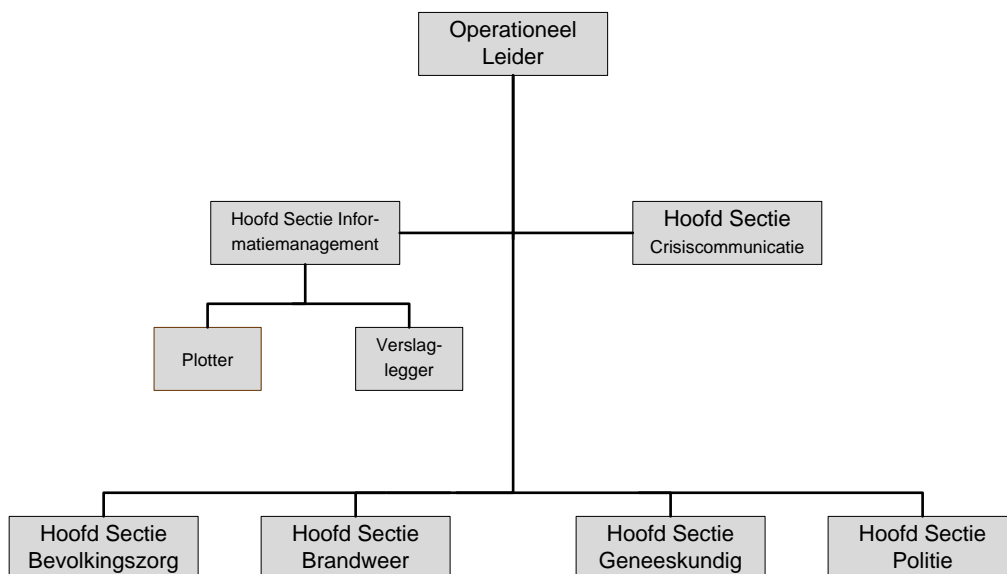 Operationeel
Leider
Hoofd Sectie Infor-
matiemanagement
Hoofd Sectie
Crisiscommunicatie
Plotter
Verslag-
legger
Hoofd Sectie
Bevolkingszorg
Hoofd Sectie
Brandweer
Hoofd Sectie
Geneeskundig
Hoofd Sectie
Politie